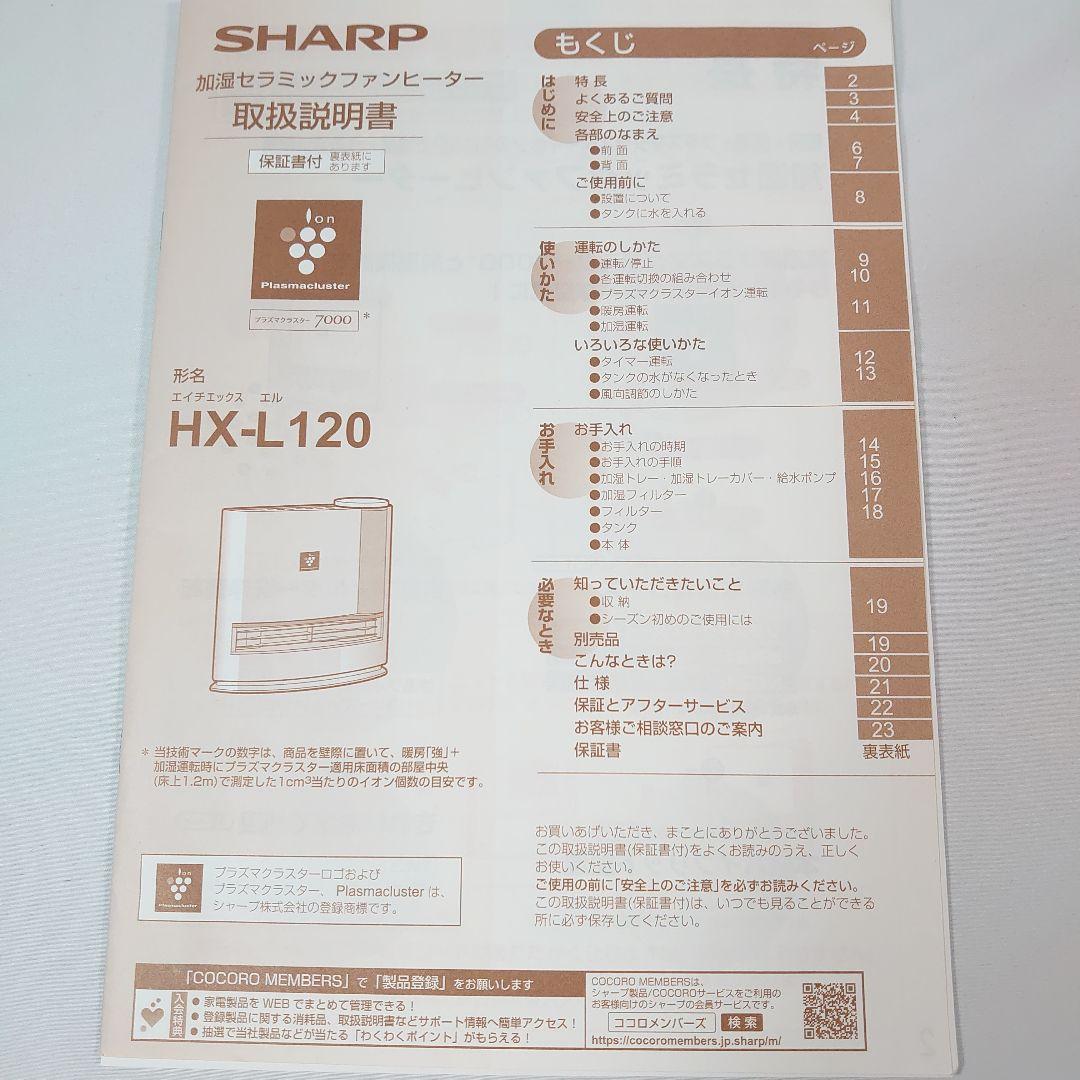 SHARP
加湿セラミックファンヒーター
取扱説明書
保証書付 裏表紙にあります
ion
Plasmacluster
プラズマクラスター 7000 *
形名
エイチエックス エル
HX-L120
* 当技術マークの数字は、商品を壁際に置いて、暖房「強」+
加湿運転時にプラズマクラスター適用床面積の部屋中央
(床上1.2m)で測定した1cm³当たりのイオン個数の目安です。
ion
Plasmacluster
プラズマクラスターロゴおよび
プラズマクラスター、Plasmacluster は、
シャープ株式会社の登録商標です。
もくじ ページ
はじめに
特長 2
よくあるご質問 3
安全上のご注意 4
各部のなまえ
●前面 6
●背面 7
ご使用前に
●設置について 8
●タンクに水を入れる
使いかた
運転のしかた
●運転/停止 9
●各運転切換の組み合わせ 10
●プラズマクラスターイオン運転
●暖房運転 11
●加湿運転
いろいろな使いかた
●タイマー運転 12
●タンクの水がなくなったとき 13
●風向調節のしかた
お手入れ
お手入れ
●お手入れの時期 14
●お手入れの手順 15
●加湿トレー・加湿トレーカバー・給水ポンプ 16
●加湿フィルター 17
●フィルター 18
●タンク
●本体
必要なとき
知っていただきたいこと
●収納 19
●シーズン初めのご使用には
別売品 19
こんなときは? 20
仕様 21
保証とアフターサービス 22
お客様ご相談窓口のご案内 23
保証書 裏表紙
お買いあげいただき、まことにありがとうございました。
この取扱説明書(保証書付)をよくお読みのうえ、正しく
お使いください。
ご使用の前に「安全上のご注意」を必ずお読みください。
この取扱説明書(保証書付)は、いつでも見ることができる
所に必ず保存してください。
「COCORO MEMBERS」で「製品登録」をお願いします
入会特典
● 家電製品を WEB でまとめて管理できる!
● 登録製品に関する消耗品、取扱説明書などサポート情報へ簡単アクセス!
● 抽選で当社製品などが当たる「わくわくポイント」がもらえる!
COCORO MEMBERSは、
シャープ製品/COCOROサービスをご利用の
お客様向けのシャープの会員サービスです。
ココロメンバーズ 検索
https://cocoromembers.jp.sharp/m/